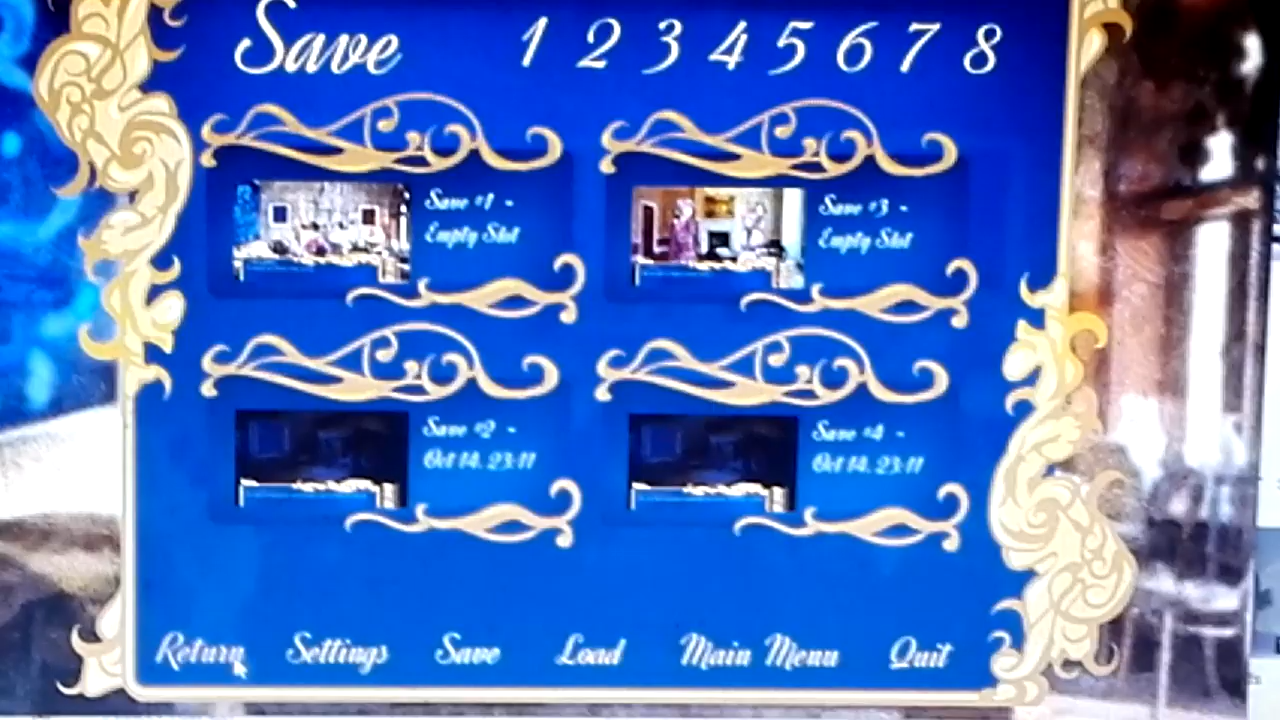 Save 1 2 3 4 5 6 7 8
Save #1 -
Empty Slot
Save #3 -
Empty Slot
Save #2 -
Oct 14, 23:11
Save #4 -
Oct 14, 23:11
Return Settings Save Load Main Menu Quit